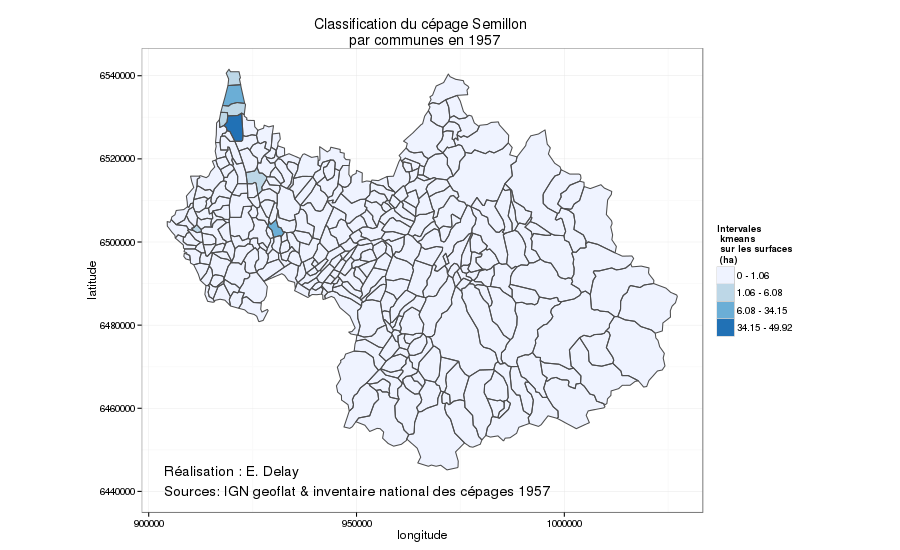 Classification du cépage Semillon
par communes en 1957
6540000
6520000
6500000
6480000
6460000
6440000
latitude
Intervales
kmeans
sur les surfaces
(ha)
0 - 1.06
1.06 - 6.08
6.08 - 34.15
34.15 - 49.92
Réalisation : E. Delay
Sources: IGN geoflat & inventaire national des cépages 1957
900000
950000
1000000
longitude